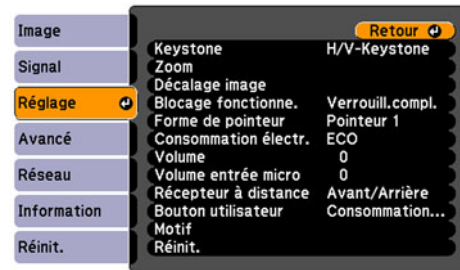 Image
Signal
Réglage
Avancé
Réseau
Information
Réinit.
Retour
Keystone H/V-Keystone
Zoom
Décalage image
Blocage fonctionne. Verrouill.compl.
Forme de pointeur Pointeur 1
Consommation électr. ECO
Volume 0
Volume entrée micro 0
Récepteur à distance Avant/Arrière
Bouton utilisateur Consommation...
Motif
Réinit.